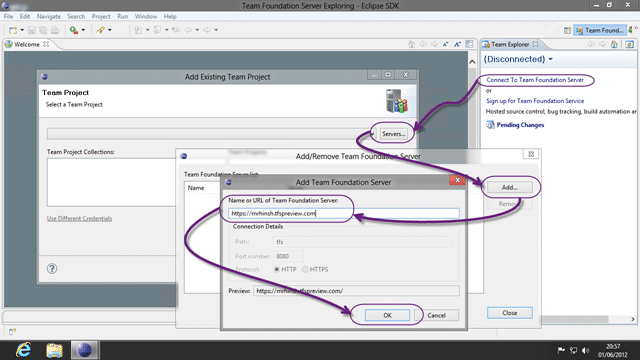 Team Foundation Server Exploring - Eclipse SDK
File Edit Navigate Search Project Run Window Help
Team Found...
Welcome
Team Explorer
(Disconnected)
Connect To Team Foundation Server
or
Sign up for Team Foundation Service
Hosted source control, bug tracking, build automation an
Pending Changes
Add Existing Team Project
Team Project
Select a Team Project
Servers...
Team Project Collections:
Team Projects
Use Different Credentials
Add/Remove Team Foundation Server
Team Foundation Server list:
Name
Add...
Remove
Close
Add Team Foundation Server
Name or URL of Team Foundation Server:
https://mrhinsh.tfspreview.com
Connection Details
Path: tfs
Port number: 8080
Protocol: HTTP HTTPS
Preview: https://mrhinsh.tfspreview.com/
OK
Cancel
20:57
01/06/2012